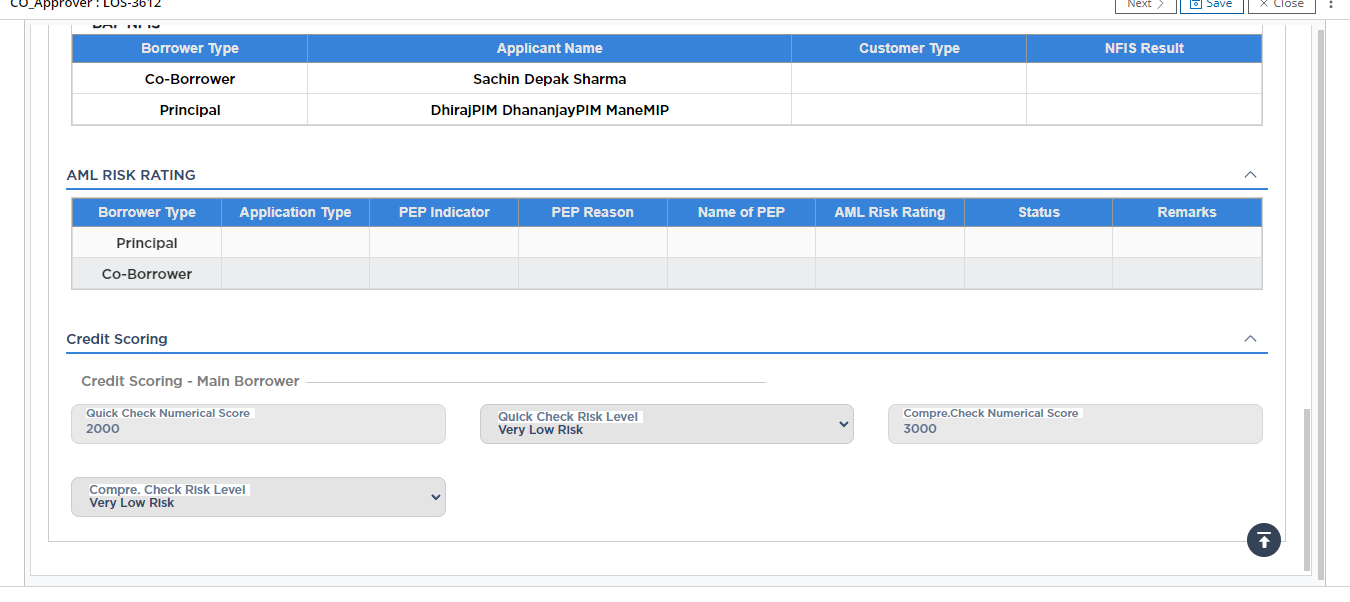 CO_Approver : LOS-3612
Next Save Close
BAP NFIS
Borrower Type Applicant Name Customer Type NFIS Result
Co-Borrower Sachin Depak Sharma
Principal DhirajPIM DhananjayPIM ManeMIP
AML RISK RATING
Borrower Type Application Type PEP Indicator PEP Reason Name of PEP AML Risk Rating Status Remarks
Principal
Co-Borrower
Credit Scoring
Credit Scoring - Main Borrower
Quick Check Numerical Score Quick Check Risk Level Compre.Check Numerical Score
2000 Very Low Risk 3000
Compre. Check Risk Level
Very Low Risk